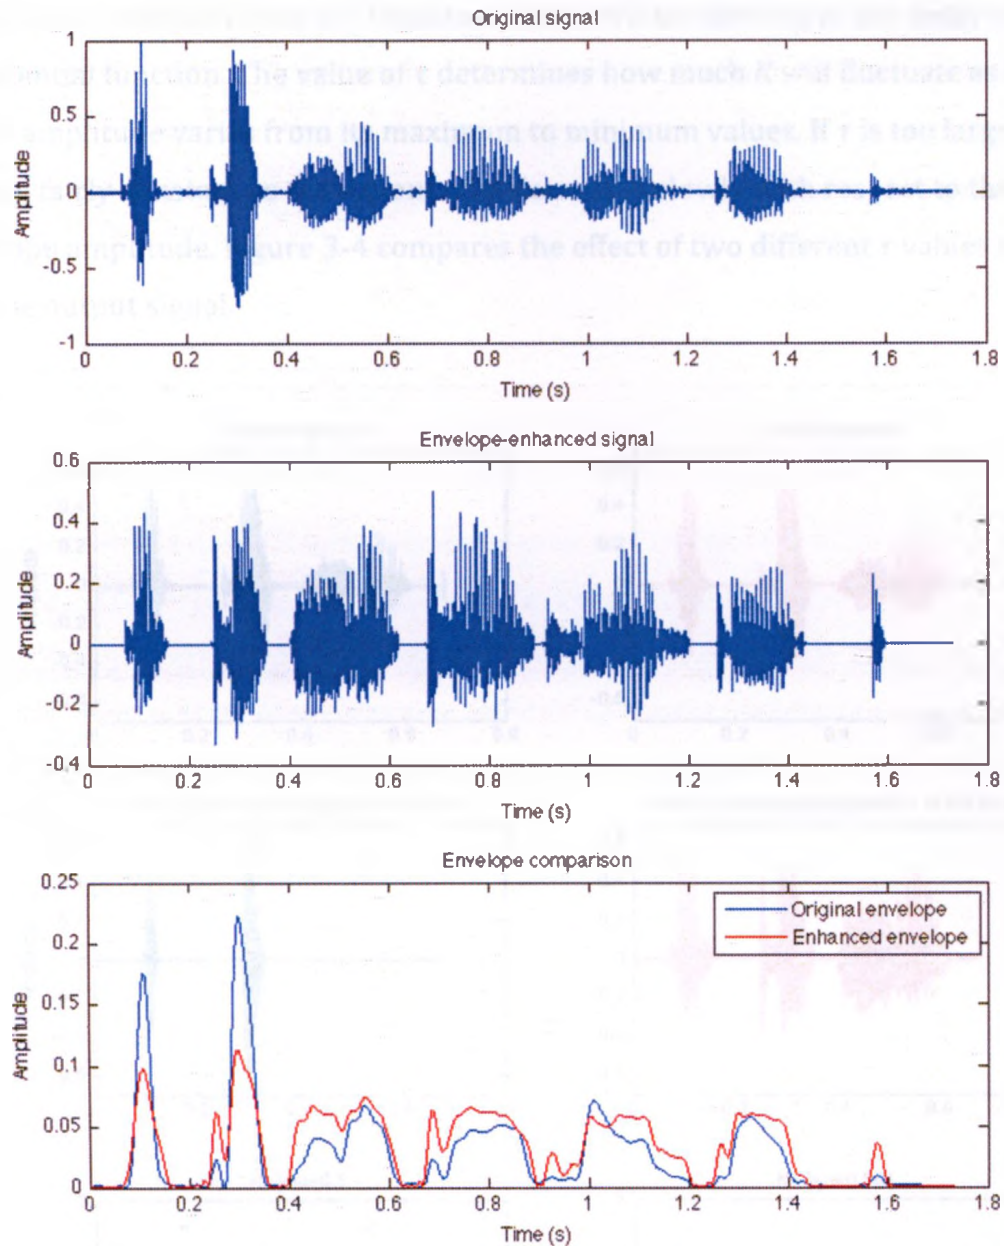 Original signal
1
0.5
0
-0.5
-1
Amplitude
0 0.2 0.4 0.6 0.8 1 1.2 1.4 1.6 1.8
Time (s)
Envelope-enhanced signal
0.6
0.4
0.2
0
-0.2
-0.4
Amplitude
0 0.2 0.4 0.6 0.8 1 1.2 1.4 1.6 1.8
Time (s)
Envelope comparison
0.25
0.2
0.15
0.1
0.05
0
Amplitude
Original envelope
Enhanced envelope
0 0.2 0.4 0.6 0.8 1 1.2 1.4 1.6 1.8
Time (s)